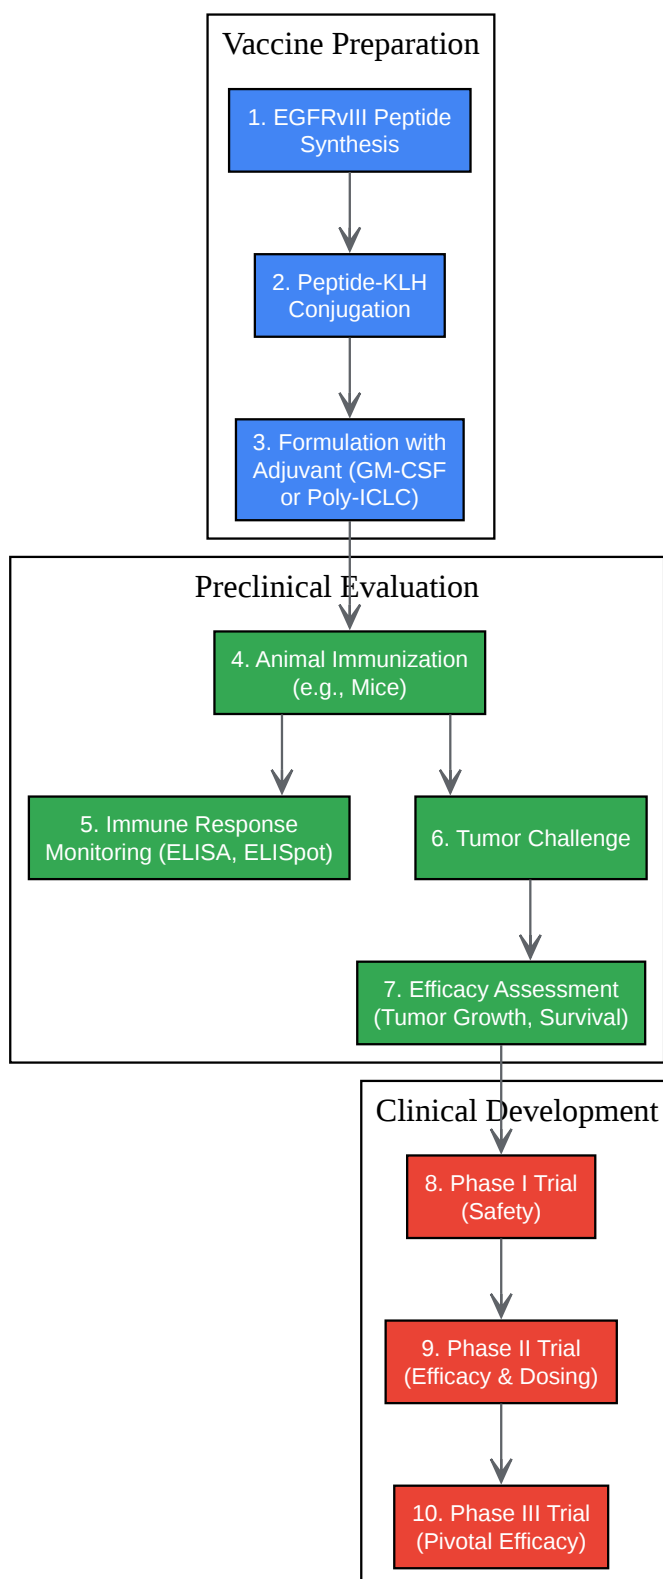 Vaccine Preparation
1. EGFRvIII Peptide
Synthesis
2. Peptide-KLH
Conjugation
3. Formulation with
Adjuvant (GM-CSF
or Poly-ICLC)
Preclinical Evaluation
4. Animal Immunization
(e.g., Mice)
5. Immune Response
Monitoring (ELISA, ELISpot)
6. Tumor Challenge
7. Efficacy Assessment
(Tumor Growth, Survival)
Clinical Development
8. Phase I Trial
(Safety)
9. Phase II Trial
(Efficacy & Dosing)
10. Phase III Trial
(Pivotal Efficacy)